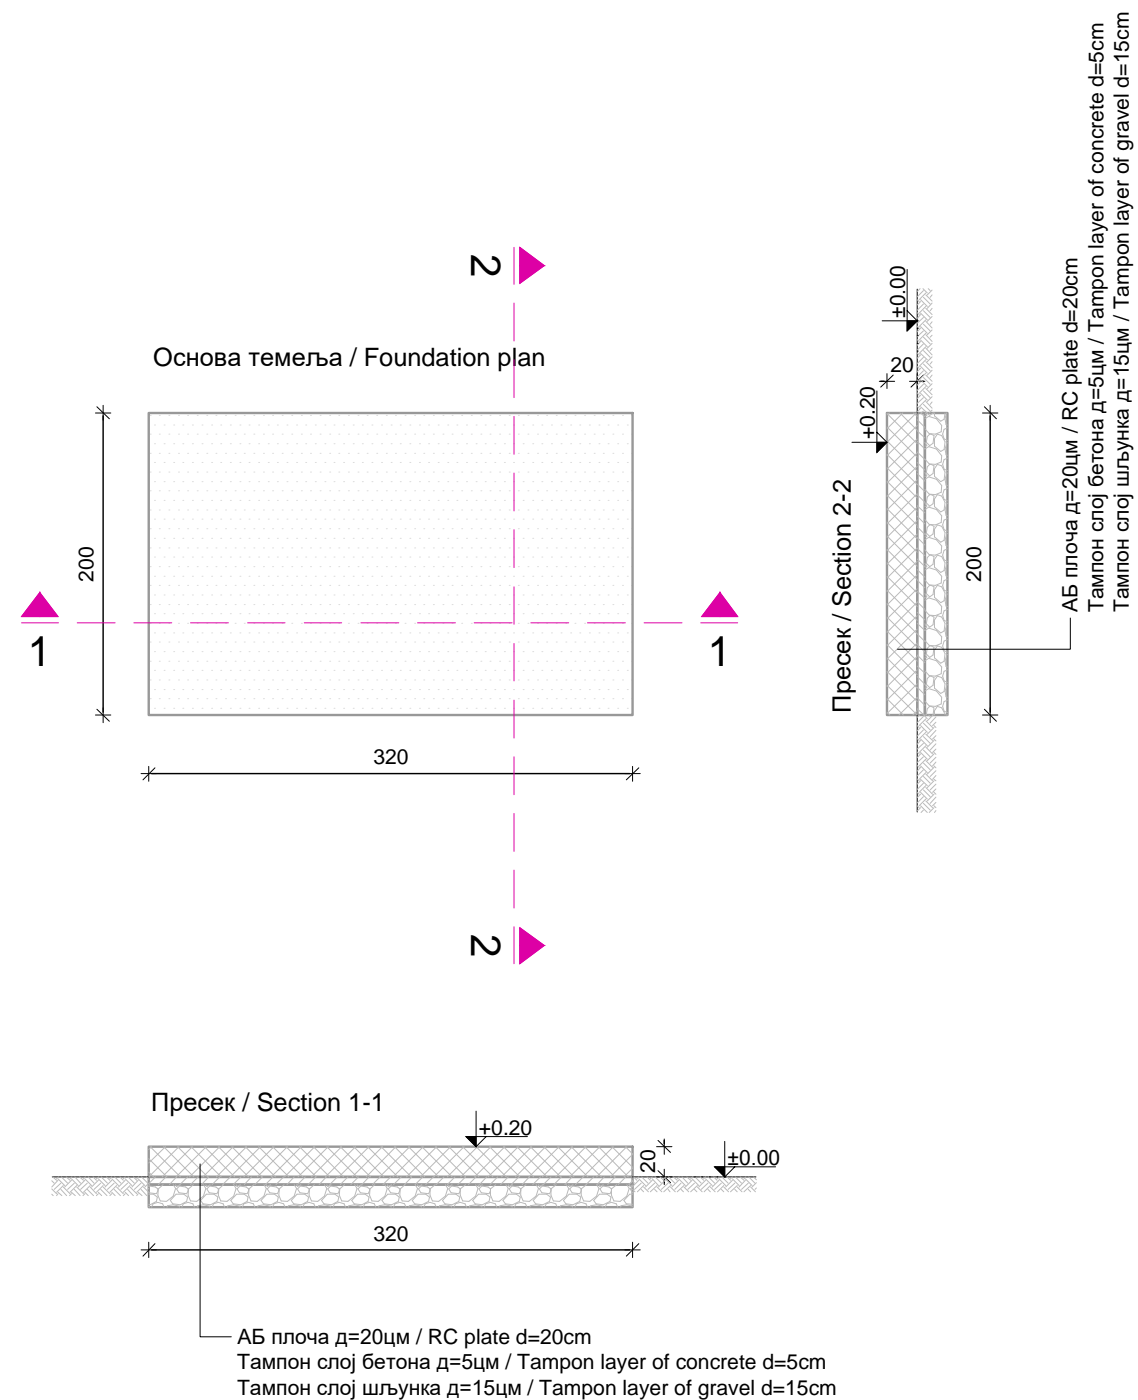 2
Основа темеља / Foundation plan
200
1
1
320
2
±0.00
20
+0.20
Пресек / Section 2-2
200
АБ плоча д=20цм / RC plate d=20cm
Тампон слој бетона д=5цм / Tampon layer of concrete d=5cm
Тампон слој шљунка д=15цм / Tampon layer of gravel d=15cm
Пресек / Section 1-1
+0.20
20
±0.00
320
АБ плоча д=20цм / RC plate d=20cm
Тампон слој бетона д=5цм / Tampon layer of concrete d=5cm
Тампон слој шљунка д=15цм / Tampon layer of gravel d=15cm